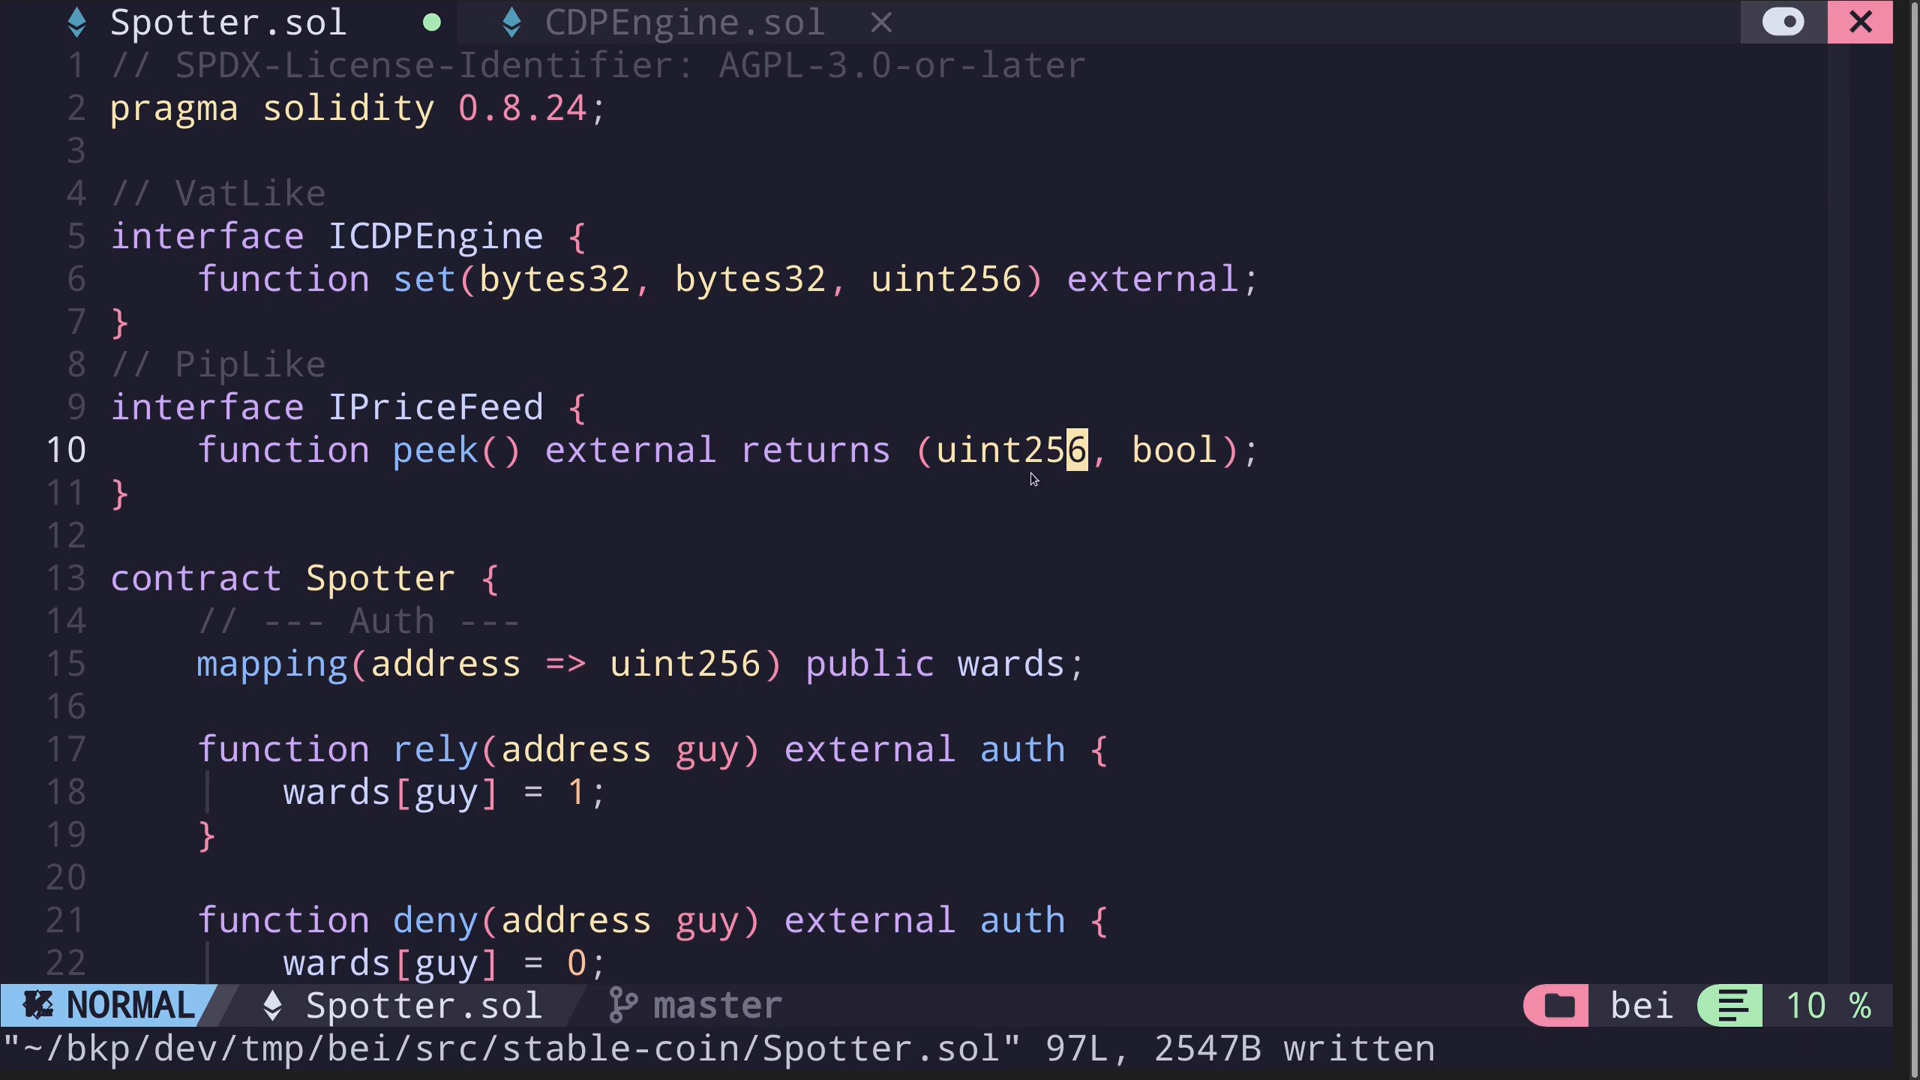 Spotter.sol CDPEngine.sol
1 // SPDX-License-Identifier: AGPL-3.0-or-later
2 pragma solidity 0.8.24;
3
4 // VatLike
5 interface ICDPEngine {
6 function set(bytes32, bytes32, uint256) external;
7 }
8 // PipLike
9 interface IPriceFeed {
10 function peek() external returns (uint256, bool);
11 }
12
13 contract Spotter {
14 // --- Auth ---
15 mapping(address => uint256) public wards;
16
17 function rely(address guy) external auth {
18 wards[guy] = 1;
19 }
20
21 function deny(address guy) external auth {
22 wards[guy] = 0;
NORMAL Spotter.sol master bei 10 %
"~/bkp/dev/tmp/bei/src/stable-coin/Spotter.sol" 97L, 2547B written